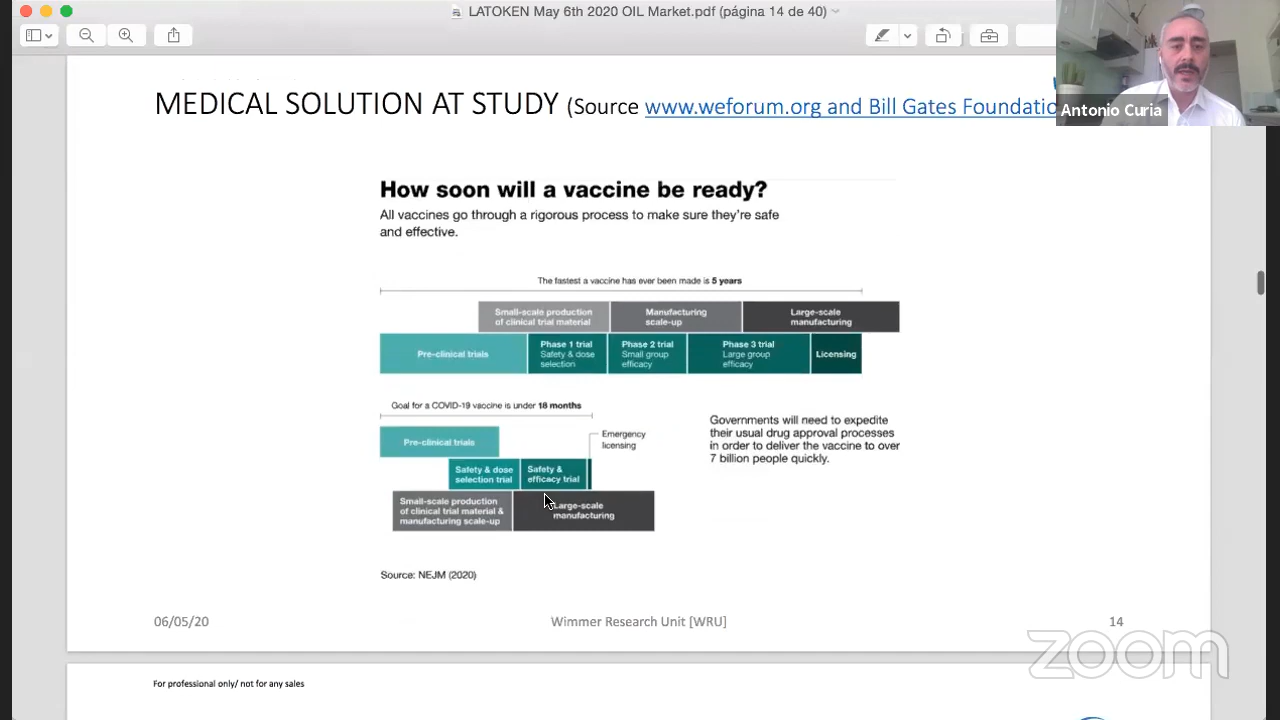 LATOKEN May 6th 2020 OIL Market.pdf (página 14 de 40)
MEDICAL SOLUTION AT STUDY (Source www.weforum.org and Bill Gates Foundatio
Antonio Curia
How soon will a vaccine be ready?
All vaccines go through a rigorous process to make sure they're safe
and effective.
The fastest a vaccine has ever been made is 5 years
Small-scale production
of clinical trial material
Manufacturing
scale-up
Large-scale
manufacturing
Pre-clinical trials
Phase 1 trial
Safety & dose
selection
Phase 2 trial
Small group
efficacy
Phase 3 trial
Large group
efficacy
Licensing
Goal for a COVID-19 vaccine is under 18 months
Pre-clinical trials
Emergency
licensing
Safety & dose
selection trial
Safety &
efficacy trial
Small-scale production
of clinical trial material &
manufacturing scale-up
Large-scale
manufacturing
Governments will need to expedite
their usual drug approval processes
in order to deliver the vaccine to over
7 billion people quickly.
Source: NEJM (2020)
06/05/20
Wimmer Research Unit [WRU]
14
zoom
For professional only/ not for any sales